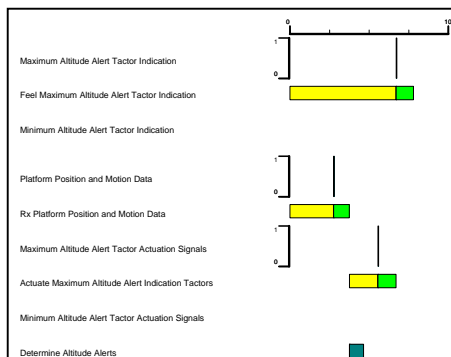 0 10
1
Maximum Altitude Alert Tactor Indication
0
Feel Maximum Altitude Alert Tactor Indication
Minimum Altitude Alert Tactor Indication
1
Platform Position and Motion Data
0
Rx Platform Position and Motion Data
1
Maximum Altitude Alert Tactor Actuation Signals
0
Actuate Maximum Altitude Alert Indication Tactors
Minimum Altitude Alert Tactor Actuation Signals
Determine Altitude Alerts